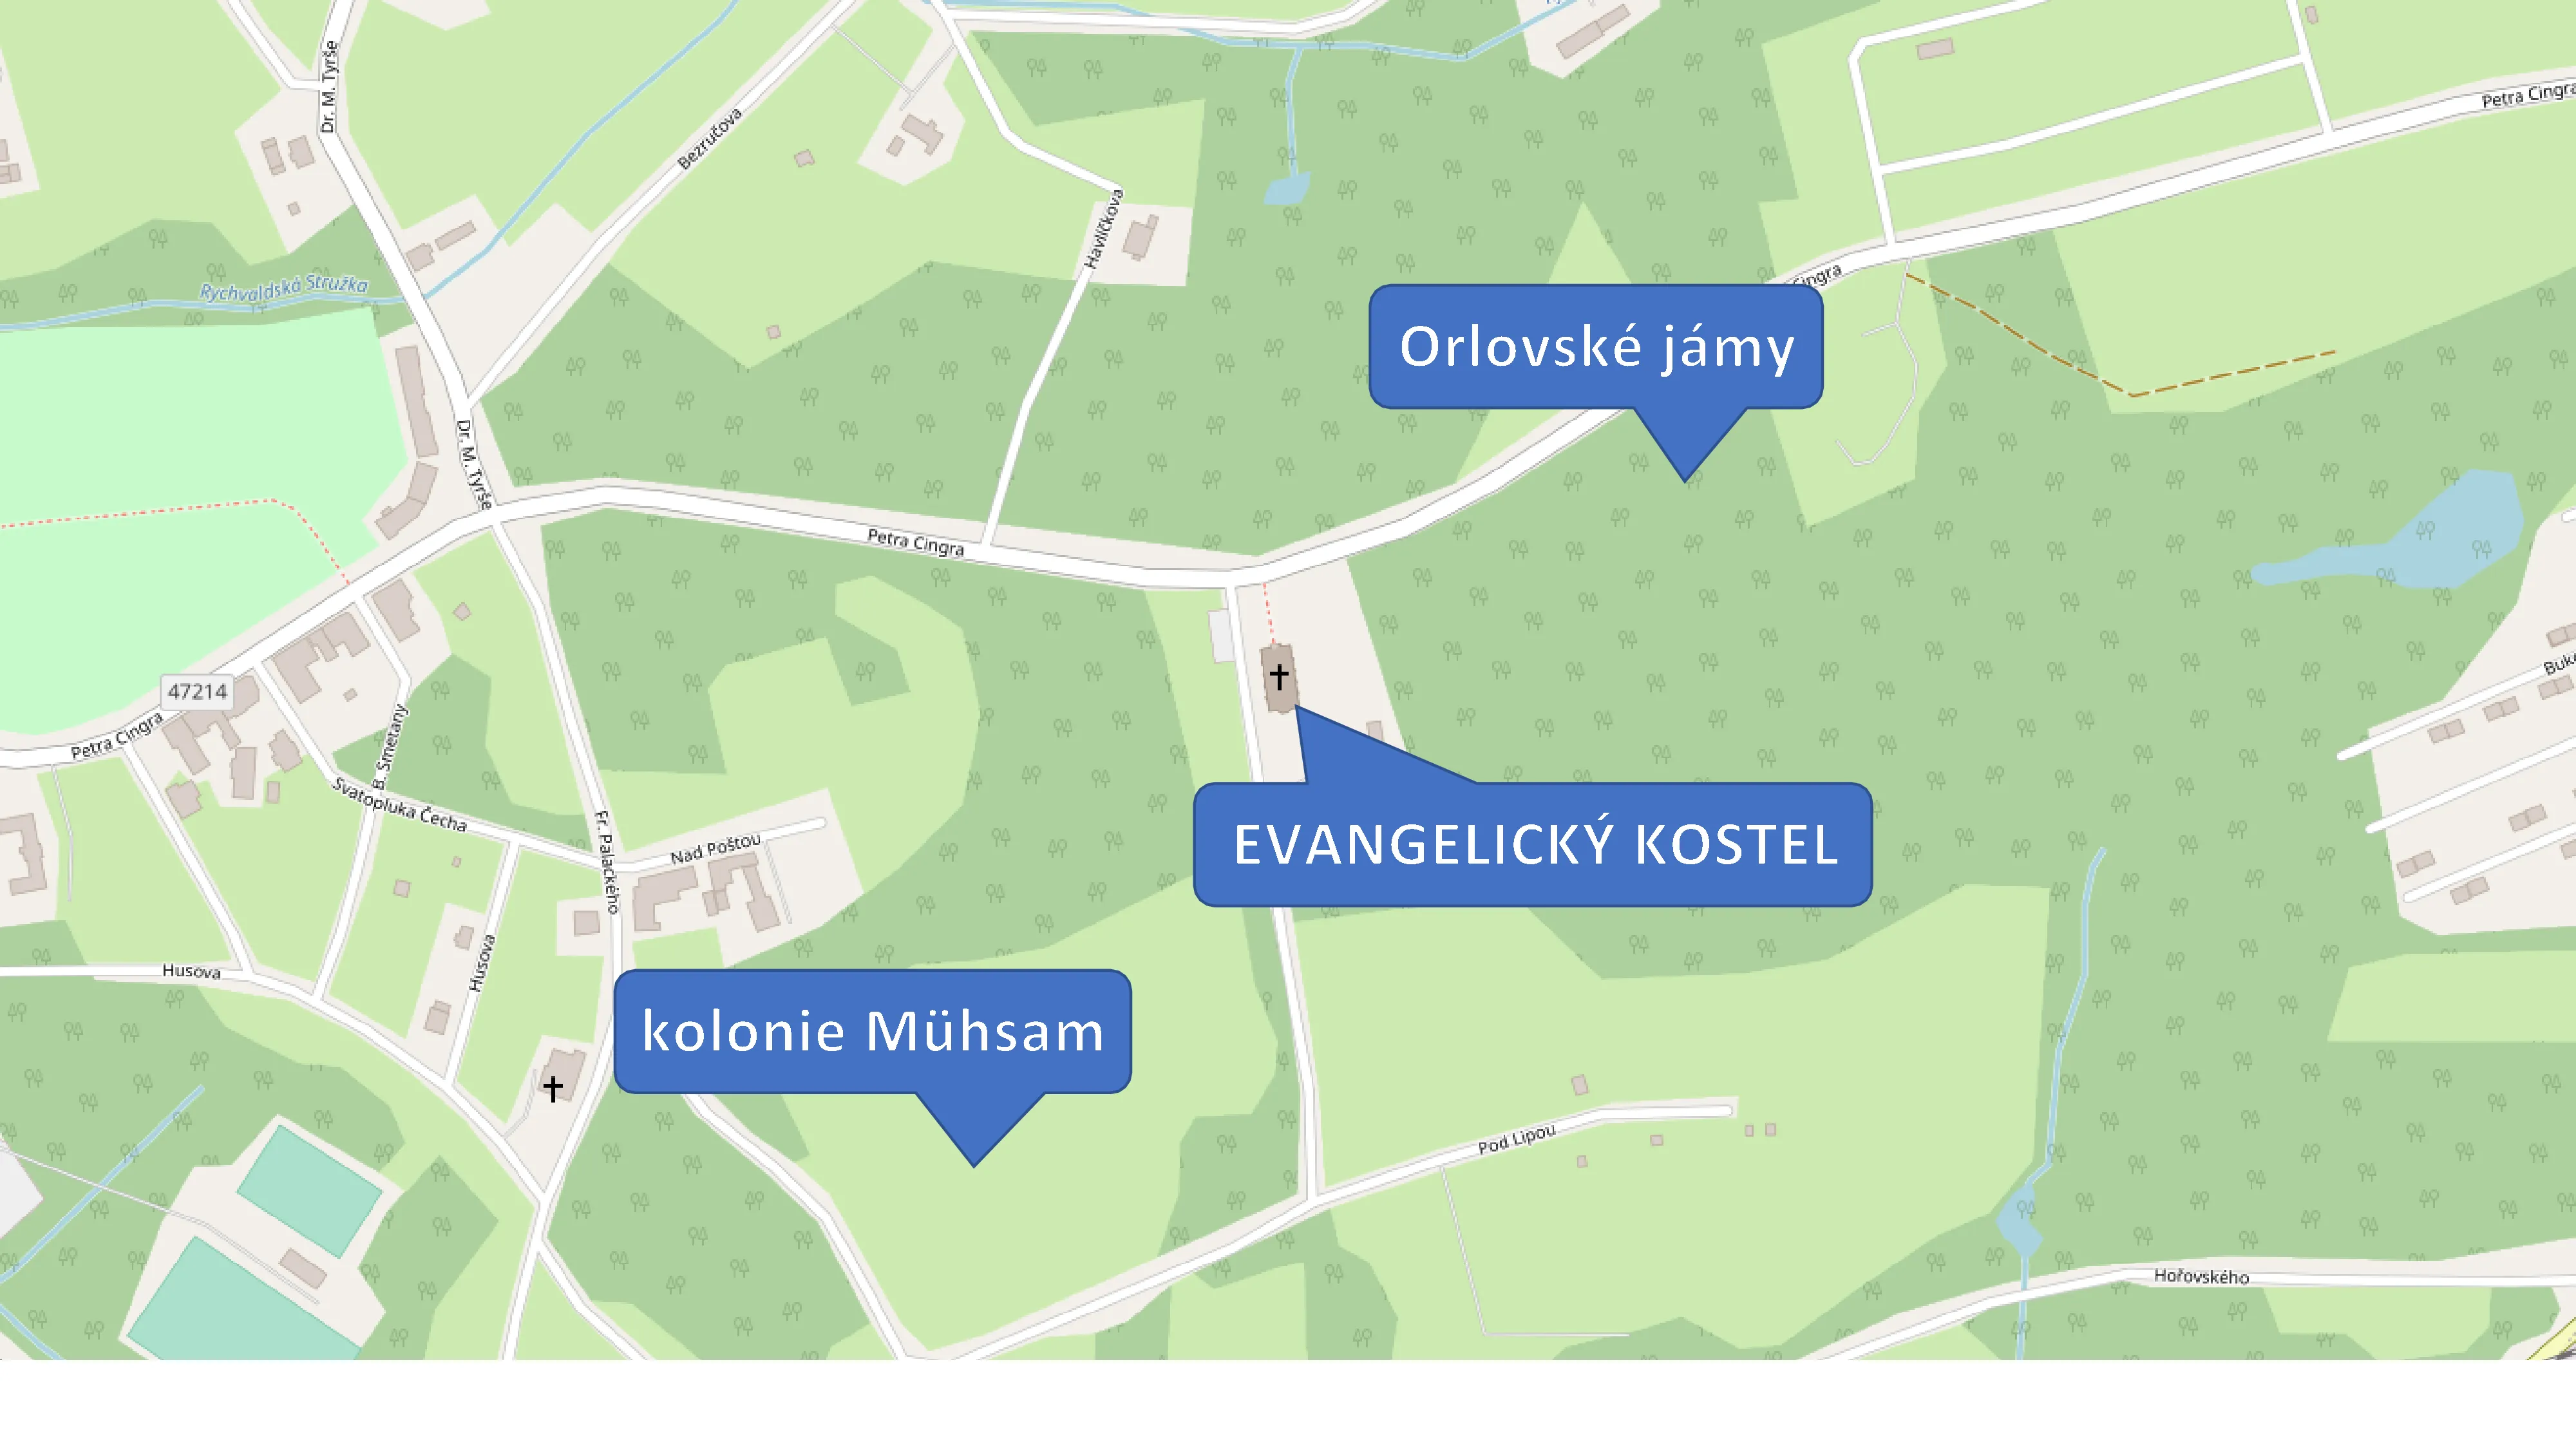 Dr. M. Tyrše
Bezručova
Petra Cingra
Havlíčkova
Rychvaldská Stružka
Cingra
Orlovské jámy
Dr. M. Tyrše
Petra Cingra
47214
Petra Cingra
B. Smetany
Svatopluka Čecha
Fr. Palackého
Nad Poštou
EVANGELICKÝ KOSTEL
Husova
Husova
kolonie Mühsam
Pod Lipou
Hořovského